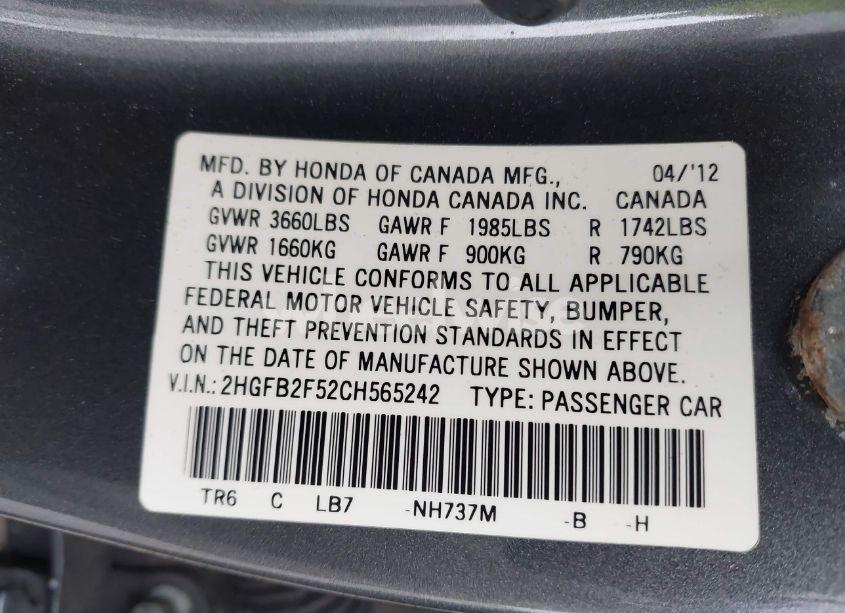 MFD. BY HONDA OF CANADA MFG., 04/'12
A DIVISION OF HONDA CANADA INC. CANADA
GVWR 3660LBS GAWR F 1985LBS R 1742LBS
GVWR 1660KG GAWR F 900KG R 790KG
THIS VEHICLE CONFORMS TO ALL APPLICABLE
FEDERAL MOTOR VEHICLE SAFETY, BUMPER,
AND THEFT PREVENTION STANDARDS IN EFFECT
ON THE DATE OF MANUFACTURE SHOWN ABOVE.
V.I.N.: 2HGFB2F52CH565242 TYPE: PASSENGER CAR
TR6 C LB7 -NH737M -B -H